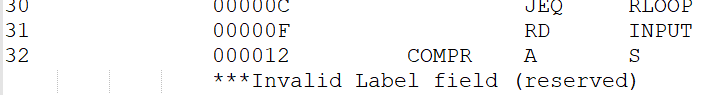 30 00000C JEQ RLOOP
31 00000F RD INPUT
32 000012 COMPR A S
***Invalid Label field (reserved)